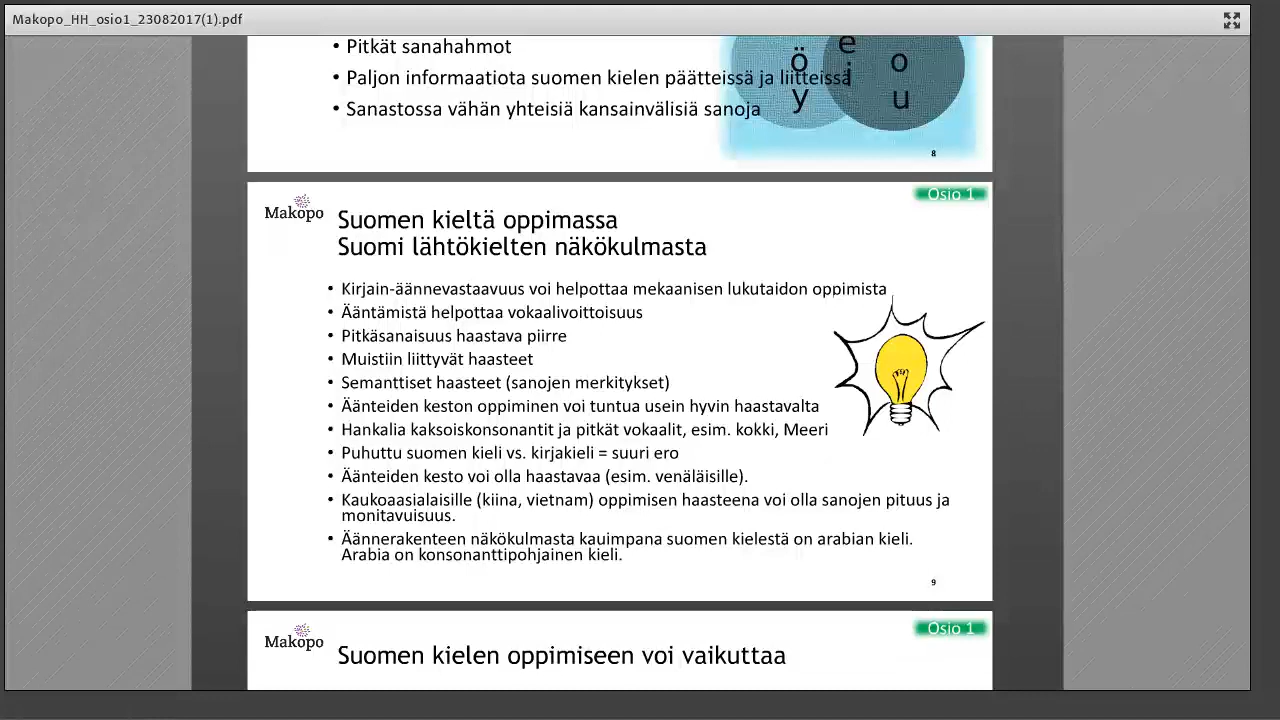 Makopo_HH_osio1_23082017(1).pdf
• Pitkät sanahahmot
• Paljon informaatiota suomen kielen päätteissä ja liitteissä
• Sanastossa vähän yhteisiä kansainvälisiä sanoja
ö
y
e
i
o
u
8
Makopo
Osio 1
Suomen kieltä oppimassa
Suomi lähtökielten näkökulmasta
• Kirjain-äännevastaavuus voi helpottaa mekaanisen lukutaidon oppimista
• Ääntämistä helpottaa vokaalivoittoisuus
• Pitkäsanaisuus haastava piirre
• Muistiin liittyvät haasteet
• Semanttiset haasteet (sanojen merkitykset)
• Äänteiden keston oppiminen voi tuntua usein hyvin haastavalta
• Hankalia kaksoiskonsonantit ja pitkät vokaalit, esim. kokki, Meeri
• Puhuttu suomen kieli vs. kirjakieli = suuri ero
• Äänteiden kesto voi olla haastavaa (esim. venäläisille).
• Kaukoaasialaisille (kiina, vietnam) oppimisen haasteena voi olla sanojen pituus ja
monitavuisuus.
• Äännerakenteen näkökulmasta kauimpana suomen kielestä on arabian kieli.
Arabia on konsonanttipohjainen kieli.
9
Makopo
Osio 1
Suomen kielen oppimiseen voi vaikuttaa